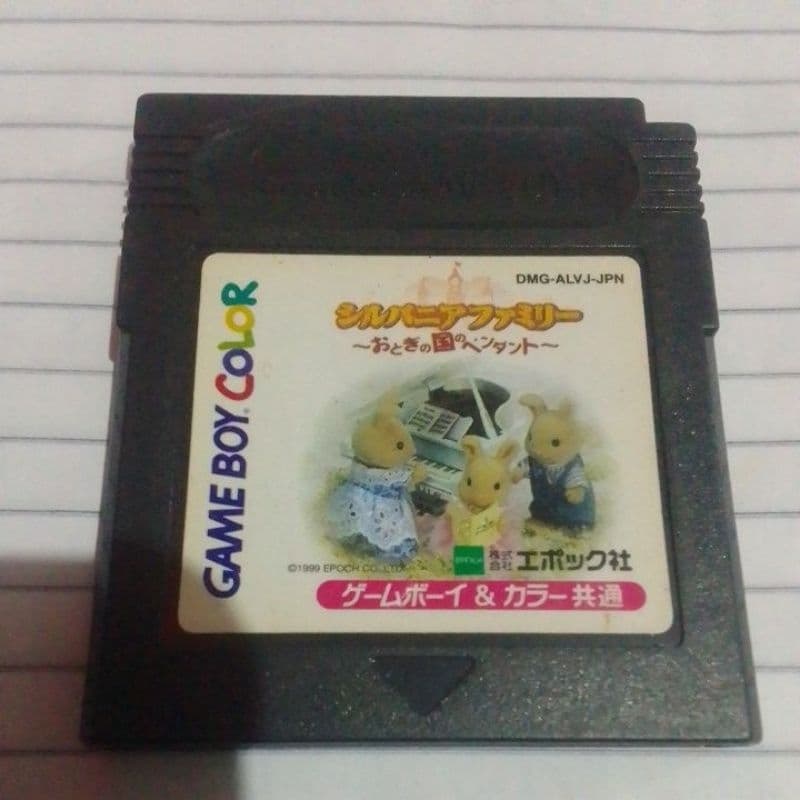 DMG-ALVJ-JPN
シルバニアファミリー
～おとぎの国のペンダント～
GAME BOY COLOR
©1999 EPOCH CO., LTD.
EPOCH 株式会社 エポック社
ゲームボーイ & カラー共通